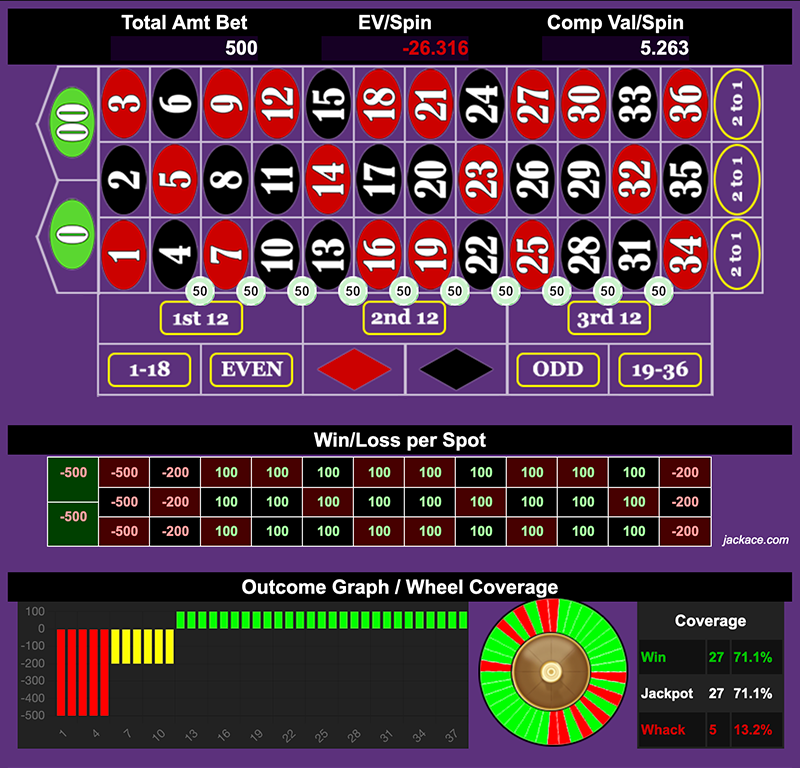 Total Amt Bet EV/Spin Comp Val/Spin
500 -26.316 5.263
00 3 6 9 12 15 18 21 24 27 30 33 36 2 to 1
2 5 8 11 14 17 20 23 26 29 32 35 2 to 1
0 1 4 7 10 13 16 19 22 25 28 31 34 2 to 1
50 50 50 50 50 50 50 50 50 50
1st 12 2nd 12 3rd 12
1-18 EVEN ODD 19-36
Win/Loss per Spot
-500 -500 -200 100 100 100 100 100 100 100 100 100 -200
-500 -200 100 100 100 100 100 100 100 100 100 -200
-500 -500 -200 100 100 100 100 100 100 100 100 100 -200
jackace.com
Outcome Graph / Wheel Coverage
100
0
-100
-200
-300
-400
-500
1 4 7 10 13 16 19 22 25 28 31 34 37
Coverage
Win 27 71.1%
Jackpot 27 71.1%
Whack 5 13.2%